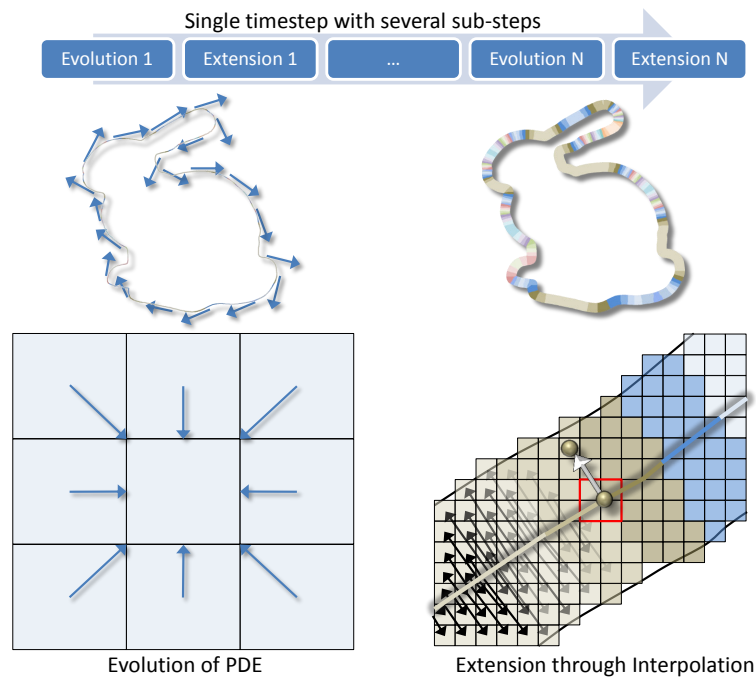 Single timestep with several sub-steps
Evolution 1
Extension 1
...
Evolution N
Extension N
Evolution of PDE
Extension through Interpolation